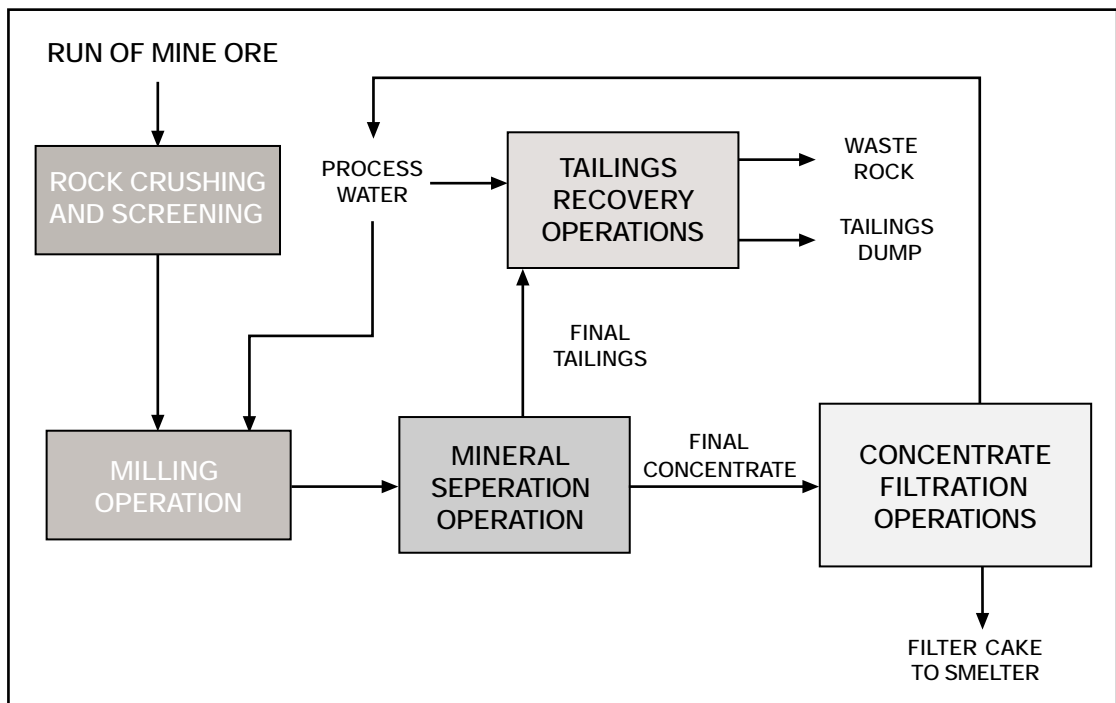 RUN OF MINE ORE
ROCK CRUSHING
AND SCREENING
PROCESS
WATER
TAILINGS
RECOVERY
OPERATIONS
WASTE
ROCK
TAILINGS
DUMP
FINAL
TAILINGS
MILLING
OPERATION
MINERAL
SEPERATION
OPERATION
FINAL
CONCENTRATE
CONCENTRATE
FILTRATION
OPERATIONS
FILTER CAKE
TO SMELTER